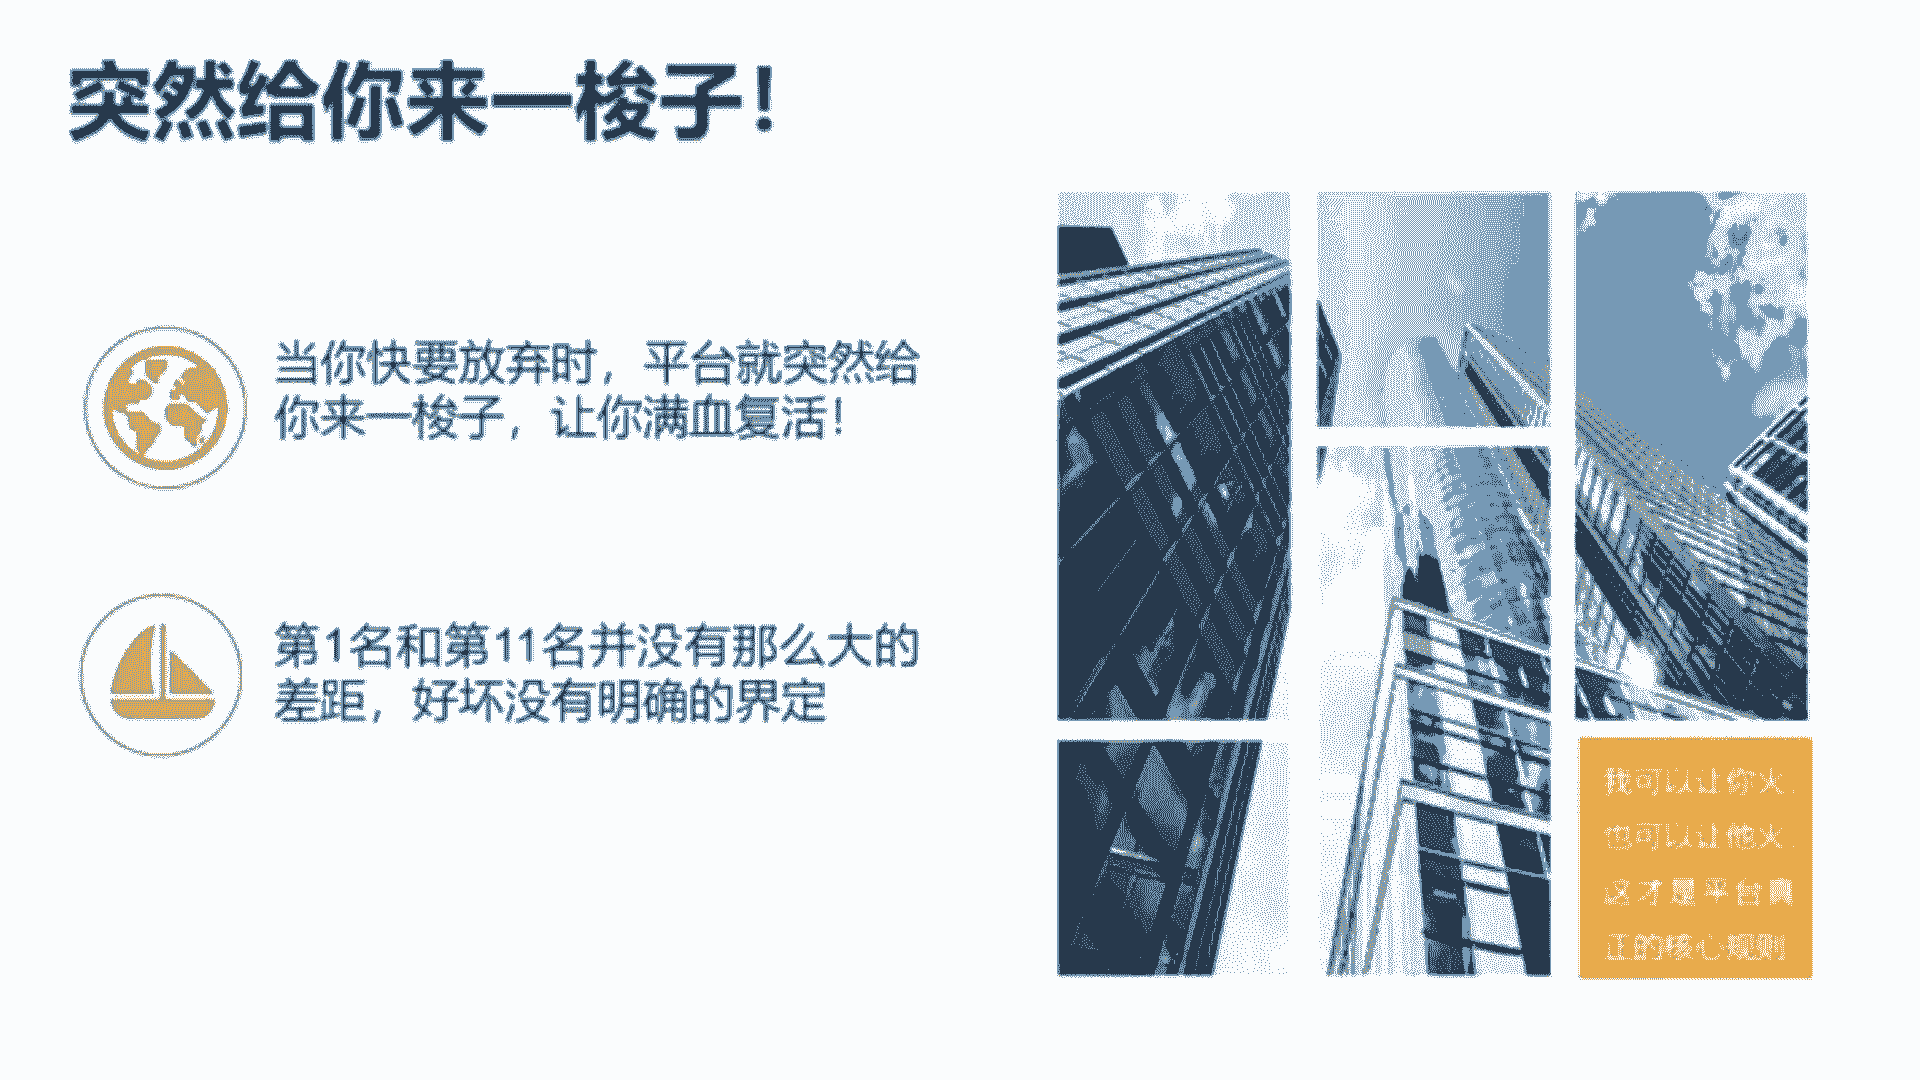 突然给你来一梭子！
当你快要放弃时，平台就突然给
你来一梭子，让你满血复活！
第1名和第11名并没有那么大的
差距，好坏没有明确的界定
我可以让你火.
也可以让他火.
这才是平台真
正的核心规则